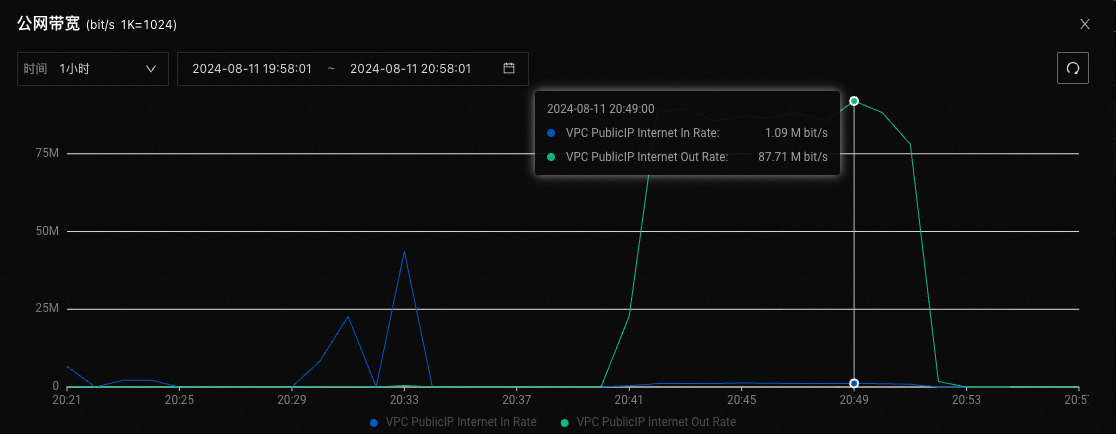 公网带宽 (bit/s 1K=1024)
时间 1小时 2024-08-11 19:58:01 ~ 2024-08-11 20:58:01
2024-08-11 20:49:00
VPC PublicIP Internet In Rate: 1.09 M bit/s
VPC PublicIP Internet Out Rate: 87.71 M bit/s
75M
50M
25M
0
20:21 20:25 20:29 20:33 20:37 20:41 20:45 20:49 20:53 20:5
VPC PublicIP Internet In Rate VPC PublicIP Internet Out Rate